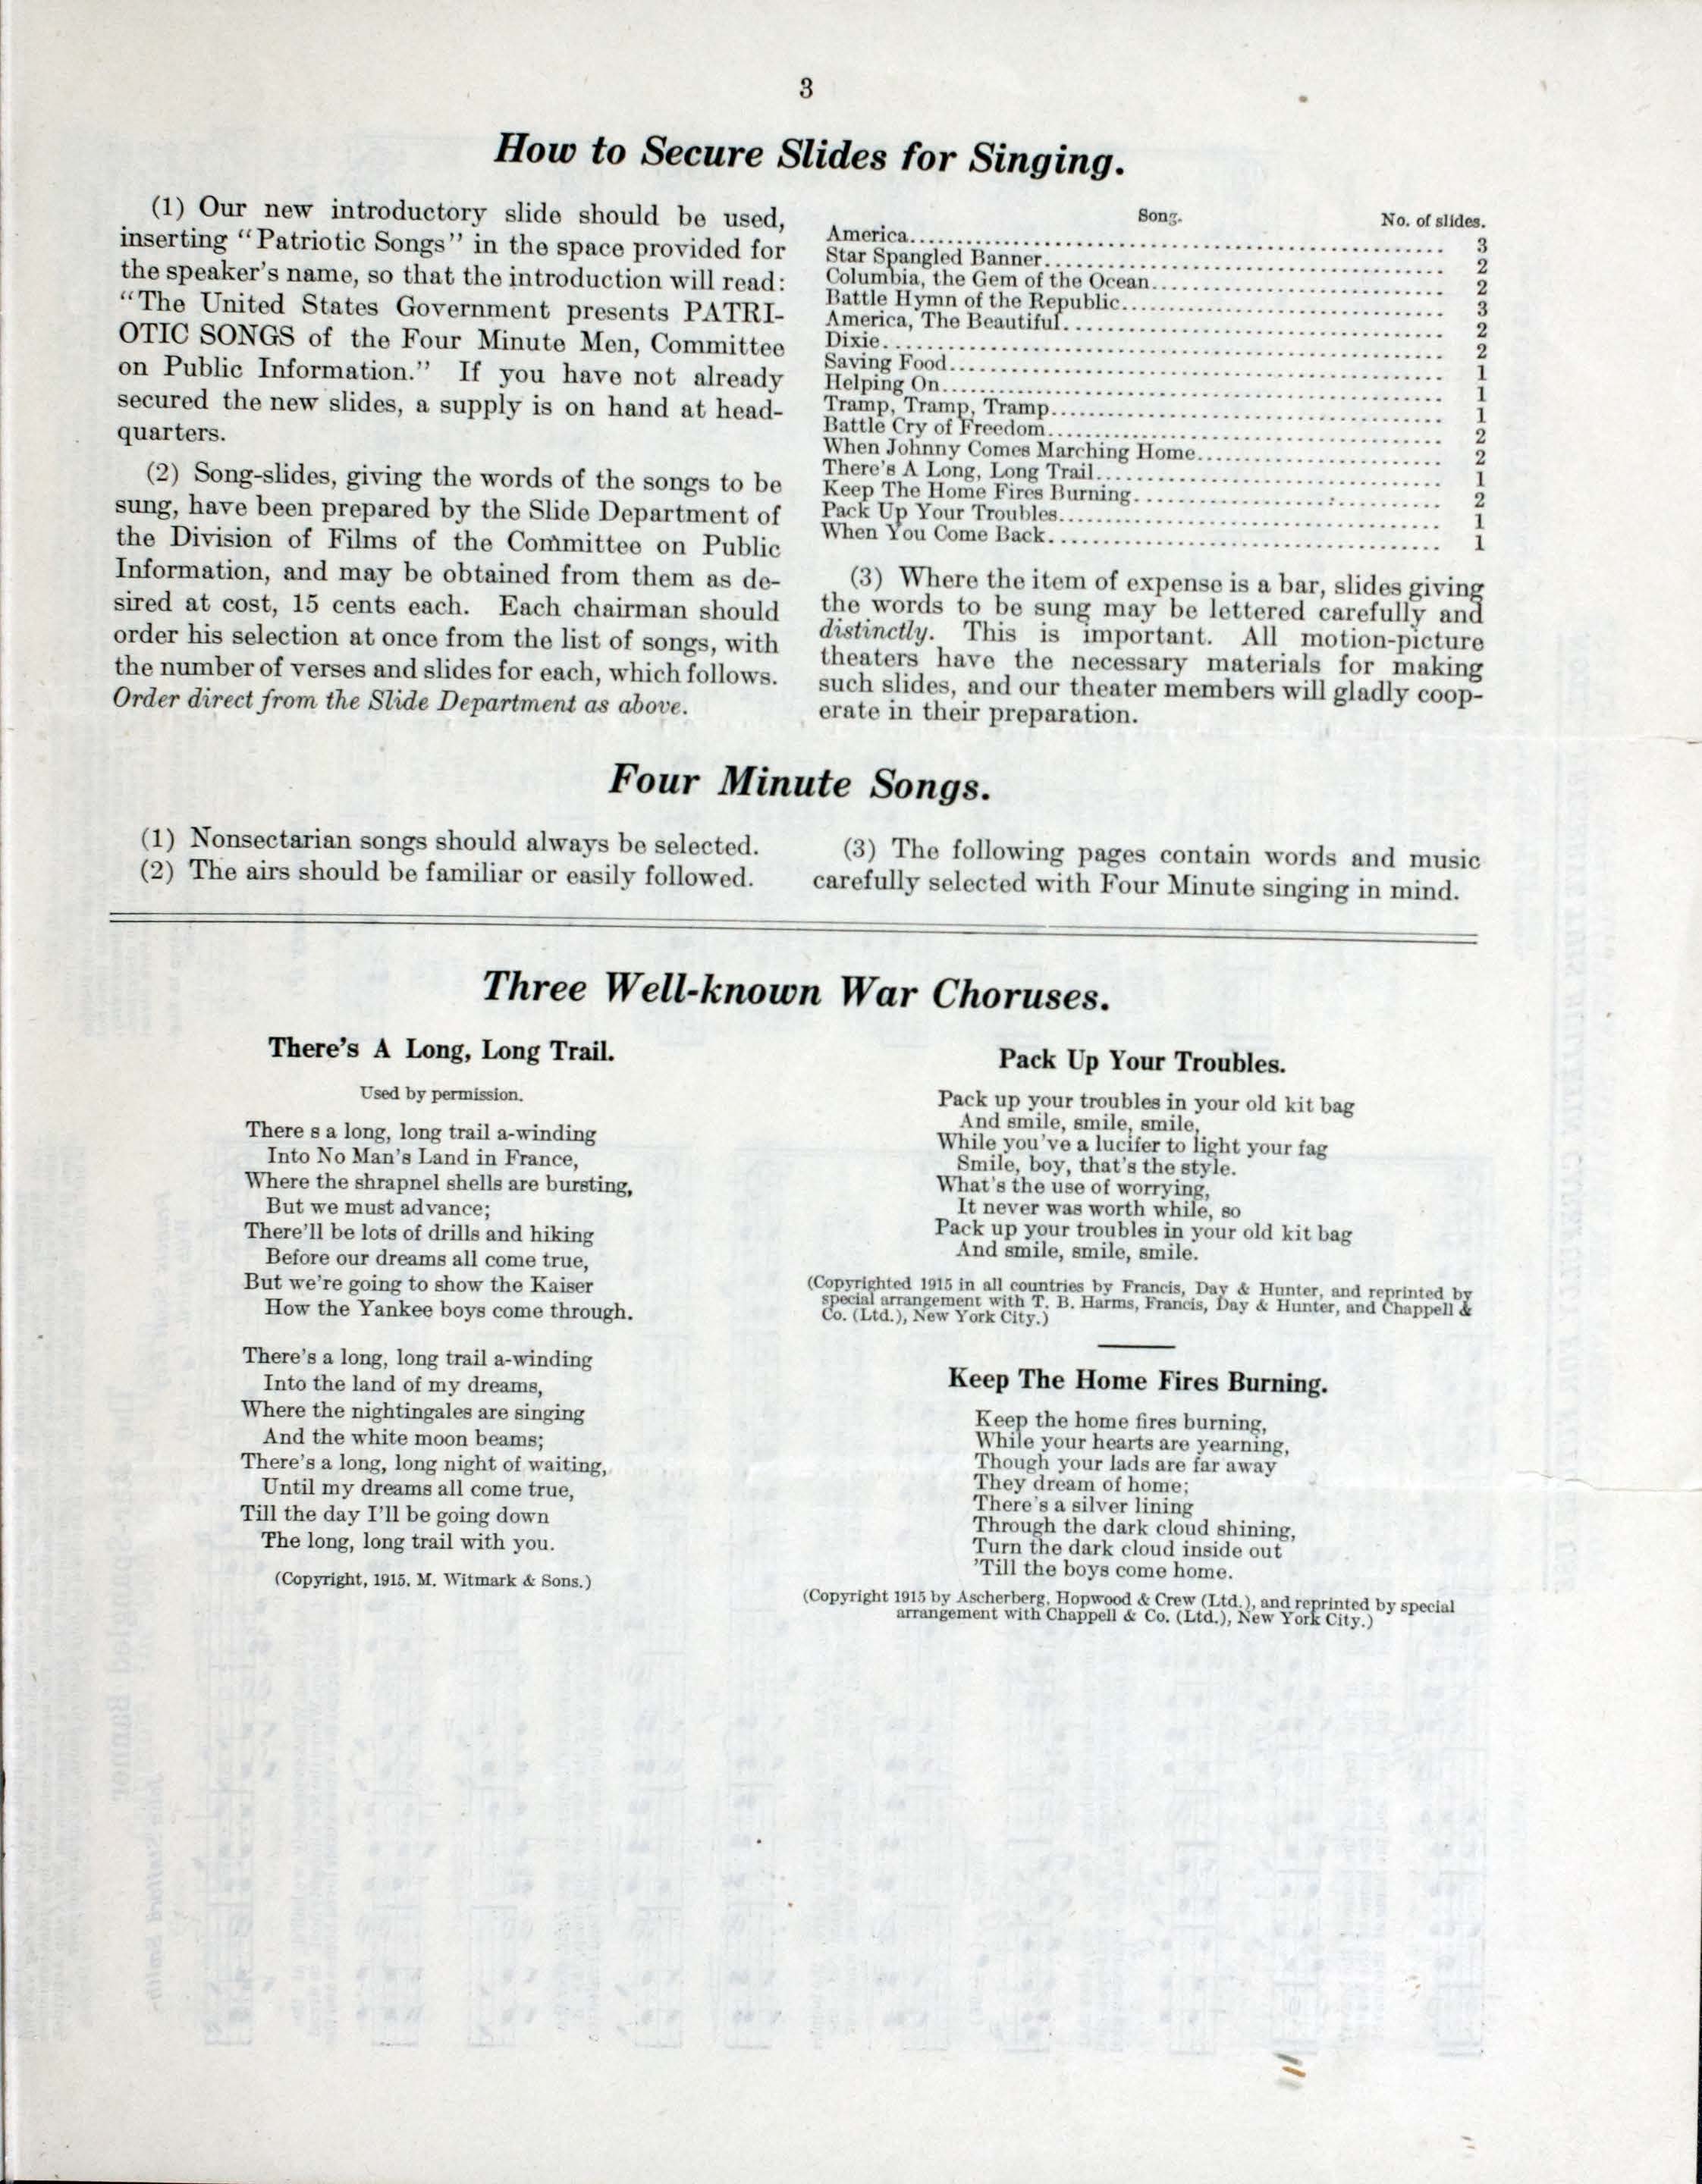 3
How to Secure Slides for Singing.
(1) Our new introductory slide should be used,
inserting “Patriotic Songs” in the space provided for
the speaker’s name, so that the introduction will read:
“The United States Government presents PATRI-
OTIC SONGS of the Four Minute Men, Committee
on Public Information.” If you have not already
secured the new slides, a supply is on hand at head-
quarters.
(2) Song-slides, giving the words of the songs to be
sung, have been prepared by the Slide Department of
the Division of Films of the Committee on Public
Information, and may be obtained from them as de-
sired at cost, 15 cents each. Each chairman should
order his selection at once from the list of songs, with
the number of verses and slides for each, which follows.
Order direct from the Slide Department as above.
Song. No. of slides.
America........ 3
Star Spangled Banner........ 2
Columbia, the Gem of the Ocean........ 2
Battle Hymn of the Republic........ 3
America, The Beautiful........ 2
Dixie........ 2
Saving Food........ 1
Helping On........ 1
Tramp, Tramp, Tramp........ 1
Battle Cry of Freedom........ 2
When Johnny Comes Marching Home........ 2
There's A Long, Long Trail........ 1
Keep The Home Fires Burning........ 2
Pack Up Your Troubles........ 1
When You Come Back........ 1
(3) Where the item of expense is a bar, slides giving
the words to be sung may be lettered carefully and
distinctly. This is important. All motion-picture
theaters have the necessary materials for making
such slides, and our theater members will gladly coop-
erate in their preparation.
Four Minute Songs.
(1) Nonsectarian songs should always be selected.
(2) The airs should be familiar or easily followed.
(3) The following pages contain words and music
carefully selected with Four Minute singing in mind.
Three Well-known War Choruses.
There's A Long, Long Trail.
Used by permission.
There s a long, long trail a-winding
Into No Man's Land in France,
Where the shrapnel shells are bursting,
But we must advance;
There'll be lots of drills and hiking
Before our dreams all come true,
But we're going to show the Kaiser
How the Yankee boys come through.
There's a long, long trail a-winding
Into the land of my dreams,
Where the nightingales are singing
And the white moon beams;
There's a long, long night of waiting,
Until my dreams all come true,
Till the day I'll be going down
The long, long trail with you.
(Copyright, 1915. M. Witmark & Sons.)
Pack Up Your Troubles.
Pack up your troubles in your old kit bag
And smile, smile, smile,
While you've a lucifer to light your fag
Smile, boy, that's the style.
What's the use of worrying,
It never was worth while, so
Pack up your troubles in your old kit bag
And smile, smile, smile.
(Copyrighted 1915 in all countries by Francis, Day & Hunter, and reprinted by
special arrangement with T. B. Harms, Francis, Day & Hunter, and Chappell &
Co. (Ltd.), New York City.)
Keep The Home Fires Burning.
Keep the home fires burning,
While your hearts are yearning,
Though your lads are far away
They dream of home;
There's a silver lining
Through the dark cloud shining,
Turn the dark cloud inside out
'Till the boys come home.
(Copyright 1915 by Ascherberg, Hopwood & Crew (Ltd.), and reprinted by special
arrangement with Chappell & Co. (Ltd.), New York City.)